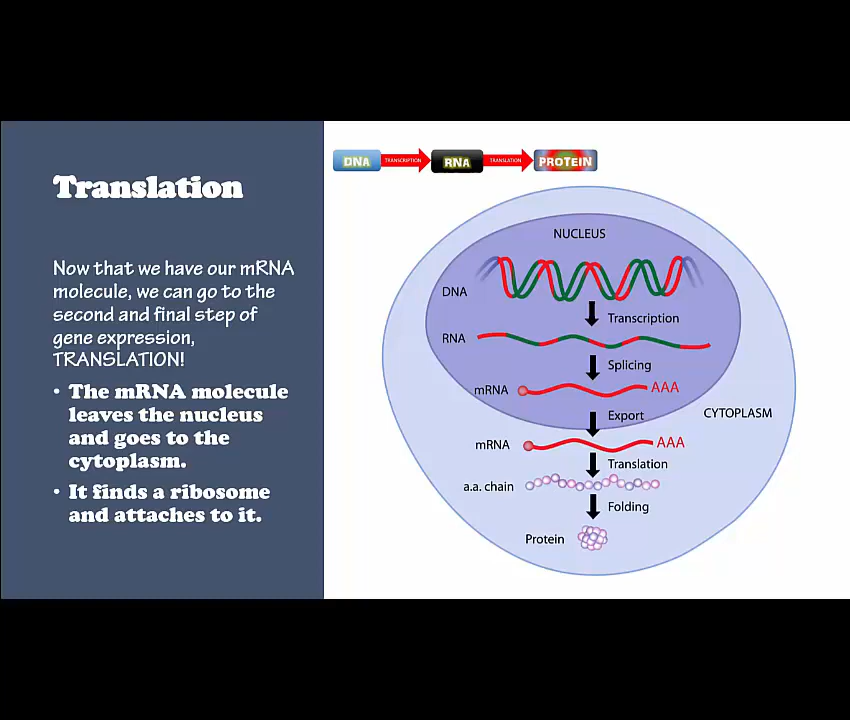 Translation
Now that we have our mRNA
molecule, we can go to the
second and final step of
gene expression,
TRANSLATION!
• The mRNA molecule
leaves the nucleus
and goes to the
cytoplasm.
• It finds a ribosome
and attaches to it.
DNA TRANSCRIPTION RNA TRANSLATION PROTEIN
NUCLEUS
DNA
Transcription
RNA
Splicing
mRNA AAA
Export
CYTOPLASM
mRNA AAA
Translation
a.a. chain
Folding
Protein